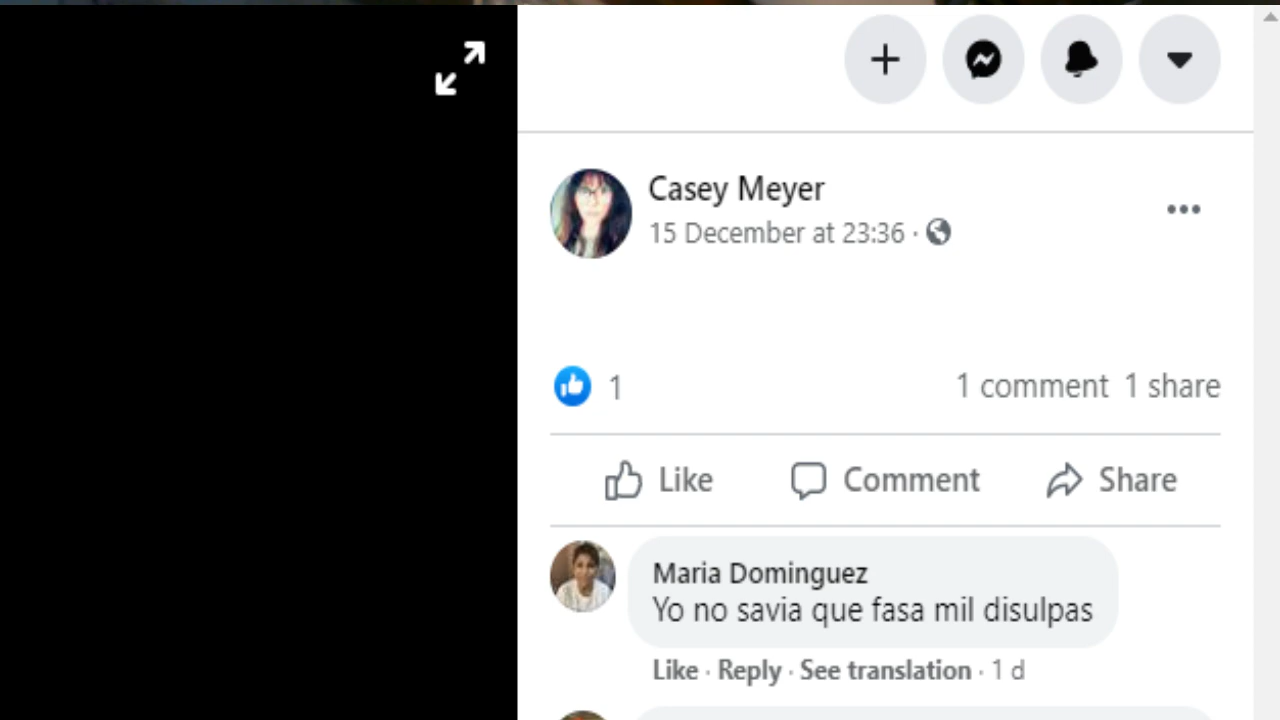 Casey Meyer
15 December at 23:36 ·
1
1 comment 1 share
Like Comment Share
Maria Dominguez
Yo no savia que fasa mil disulpas
Like · Reply · See translation · 1 d